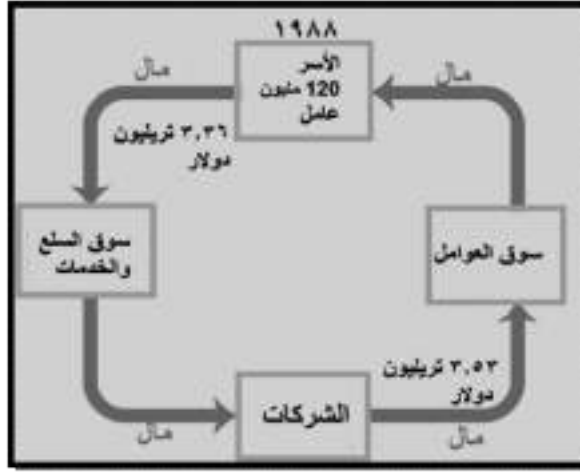 ١٩٨٨
الأسر
120 مليون
عامل
مال
مال
٣,٣٦ تريليون
دولار
سوق العوامل
سوق السلع
والخدمات
٣,٥٣ تريليون
دولار
الشركات
مال
مال